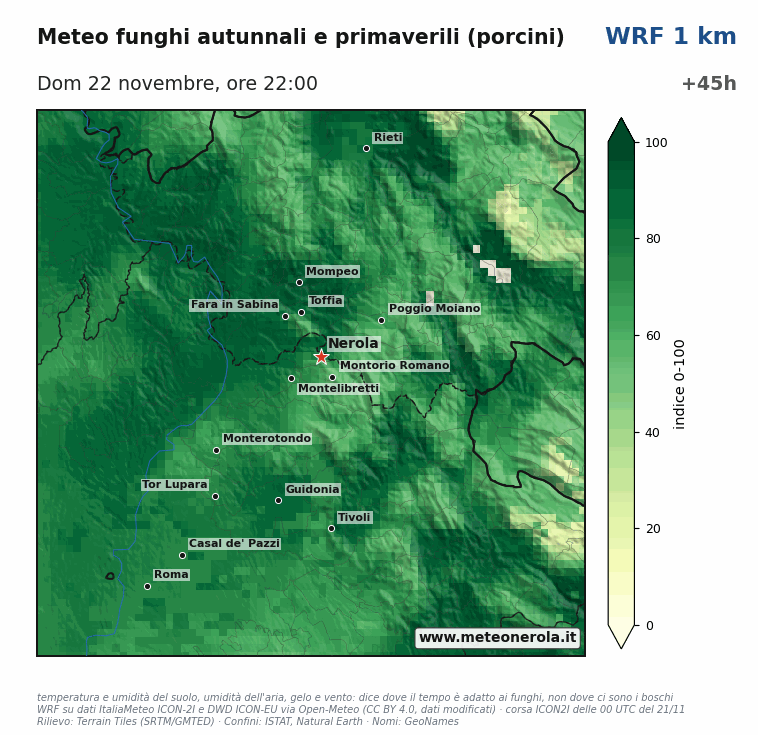 Meteo funghi autunnali e primaverili (porcini)
WRF 1 km
Dom 22 novembre, ore 22:00
+45h
Rieti
Mompeo
Fara in Sabina
Toffia
Poggio Moiano
Nerola
Montorio Romano
Montelibretti
Monterotondo
Tor Lupara
Guidonia
Tivoli
Casal de' Pazzi
Roma
www.meteonerola.it
100
80
60
40
20
0
indice 0-100
temperatura e umidità del suolo, umidità dell'aria, gelo e vento: dice dove il tempo è adatto ai funghi, non dove ci sono i boschi
WRF su dati ItaliaMeteo ICON-2I e DWD ICON-EU via Open-Meteo (CC BY 4.0, dati modificati) · corsa ICON2I delle 00 UTC del 21/11
Rilievo: Terrain Tiles (SRTM/GMTED) · Confini: ISTAT, Natural Earth · Nomi: GeoNames